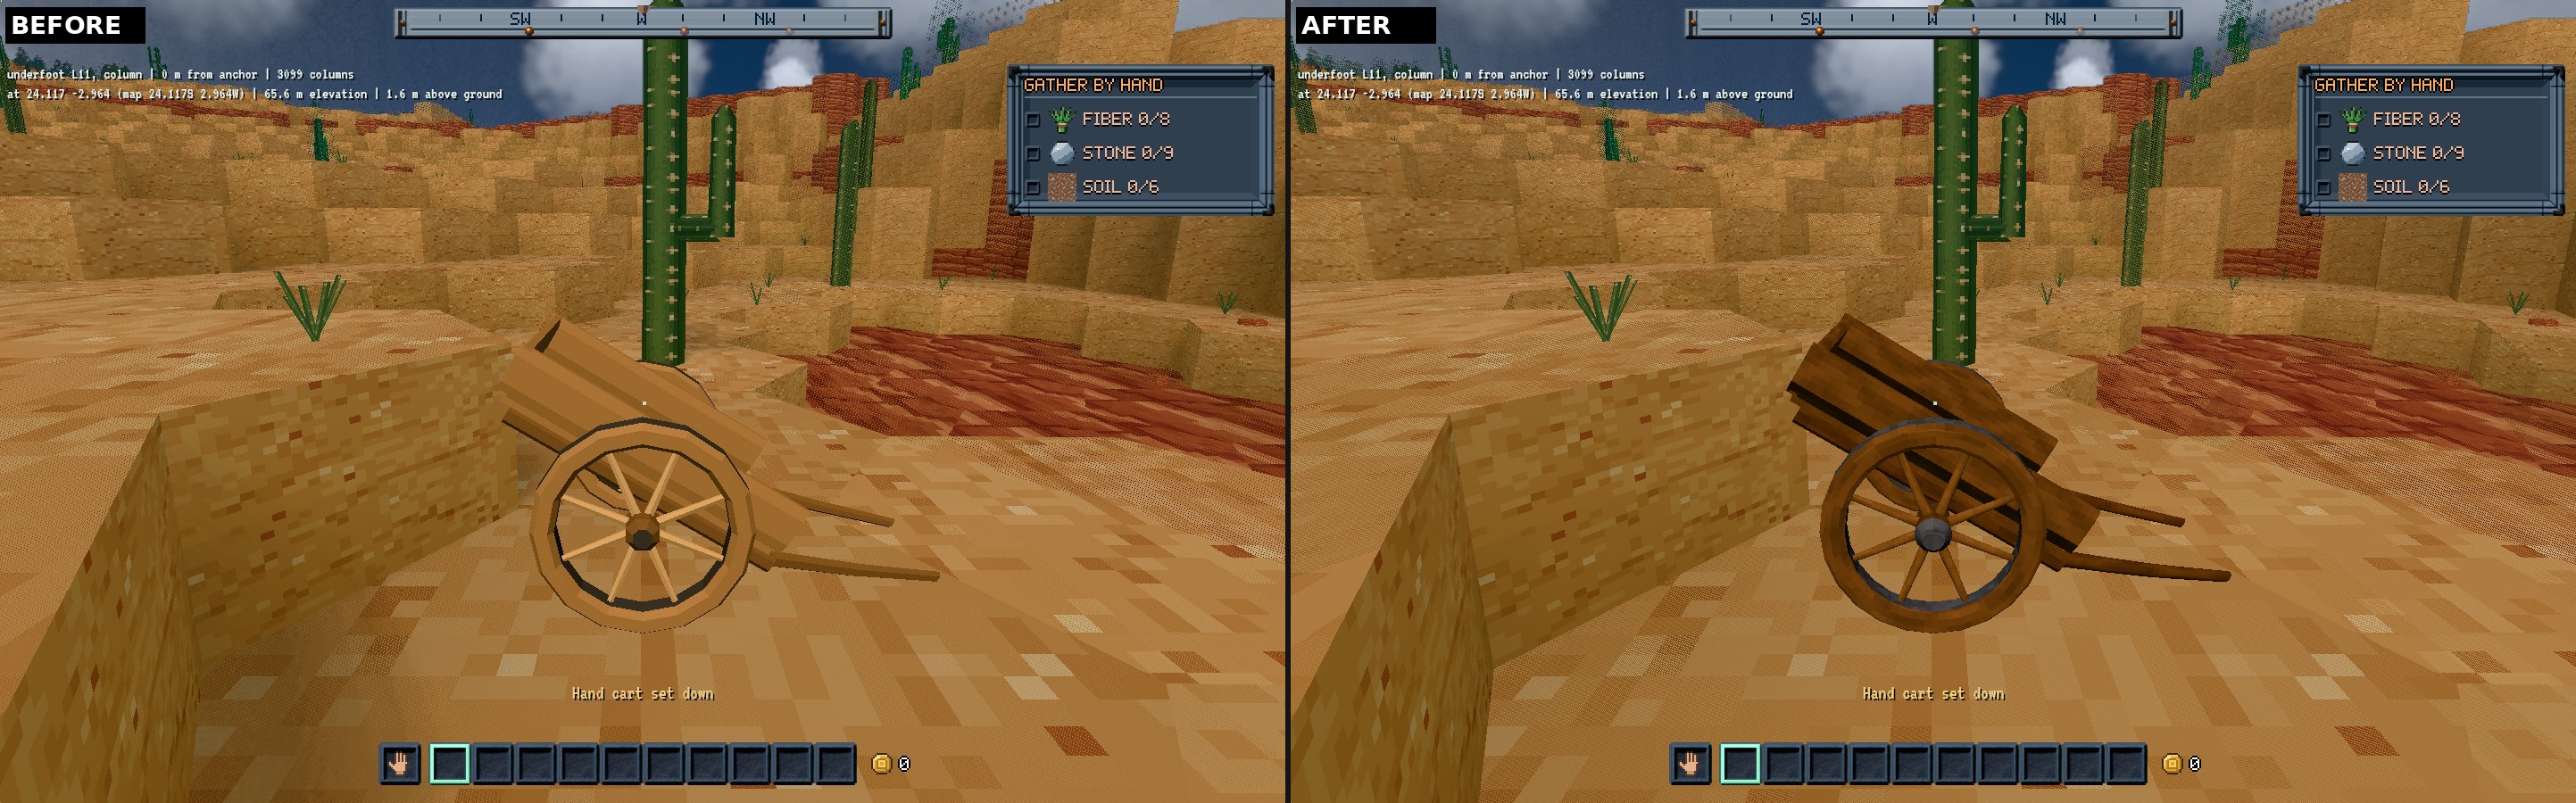 BEFORE
SW W NW
underfoot L11, column | 0 m from anchor | 3099 columns
at 24.117 -2.964 (map 24.117S 2.964W) | 65.6 m elevation | 1.6 m above ground
GATHER BY HAND
FIBER 0/8
STONE 0/9
SOIL 0/6
Hand cart set down
0
AFTER
SW W NW
underfoot L11, column | 0 m from anchor | 3099 columns
at 24.117 -2.964 (map 24.117S 2.964W) | 65.6 m elevation | 1.6 m above ground
GATHER BY HAND
FIBER 0/8
STONE 0/9
SOIL 0/6
Hand cart set down
0